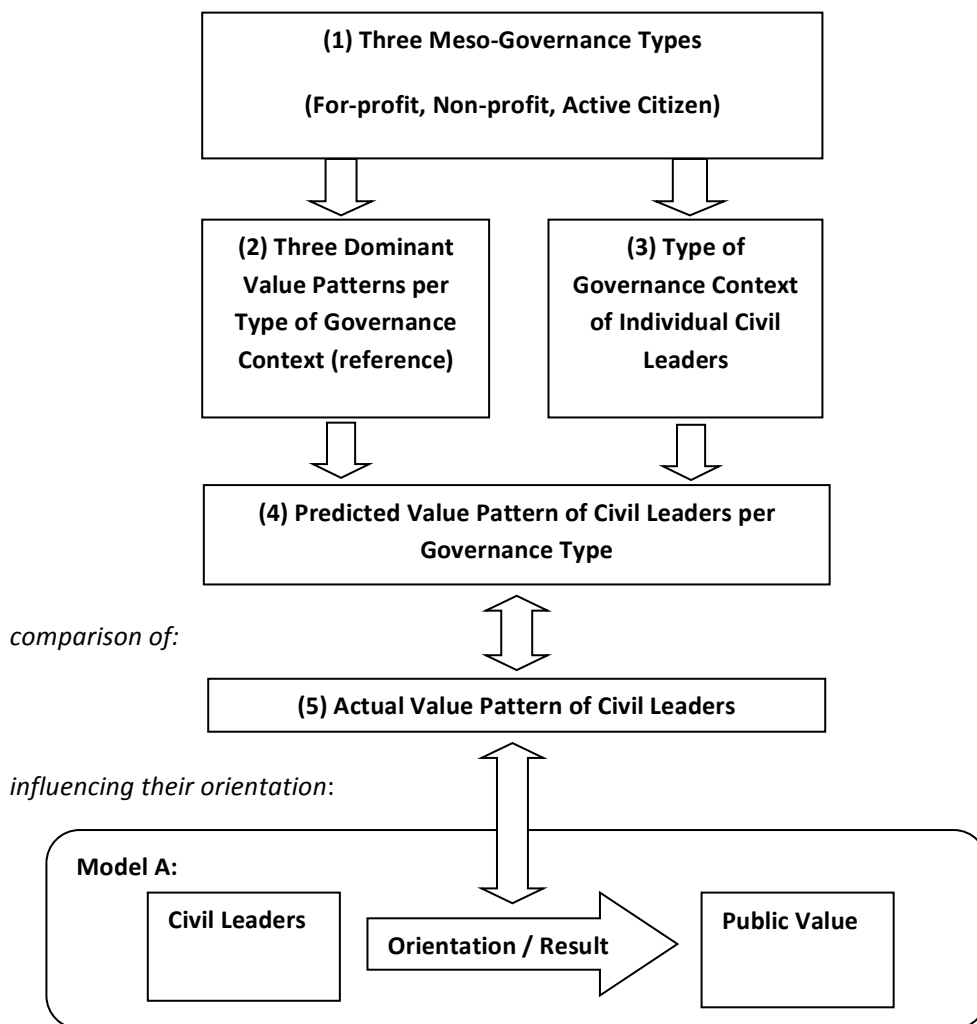 (1) Three Meso-Governance Types
(For-profit, Non-profit, Active Citizen)
(2) Three Dominant
Value Patterns per
Type of Governance
Context (reference)
(3) Type of
Governance Context
of Individual Civil
Leaders
(4) Predicted Value Pattern of Civil Leaders per
Governance Type
comparison of:
(5) Actual Value Pattern of Civil Leaders
influencing their orientation:
Model A:
Civil Leaders
Orientation / Result
Public Value